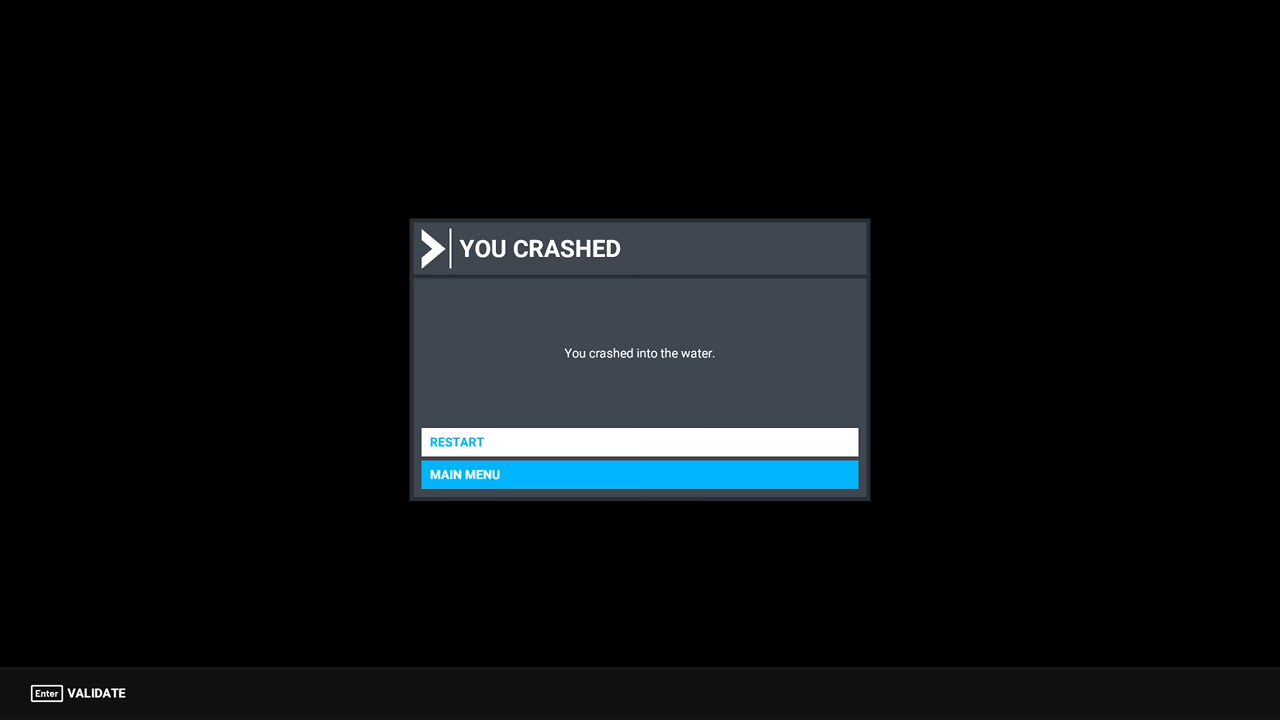 YOU CRASHED
You crashed into the water.
RESTART
MAIN MENU
Enter VALIDATE